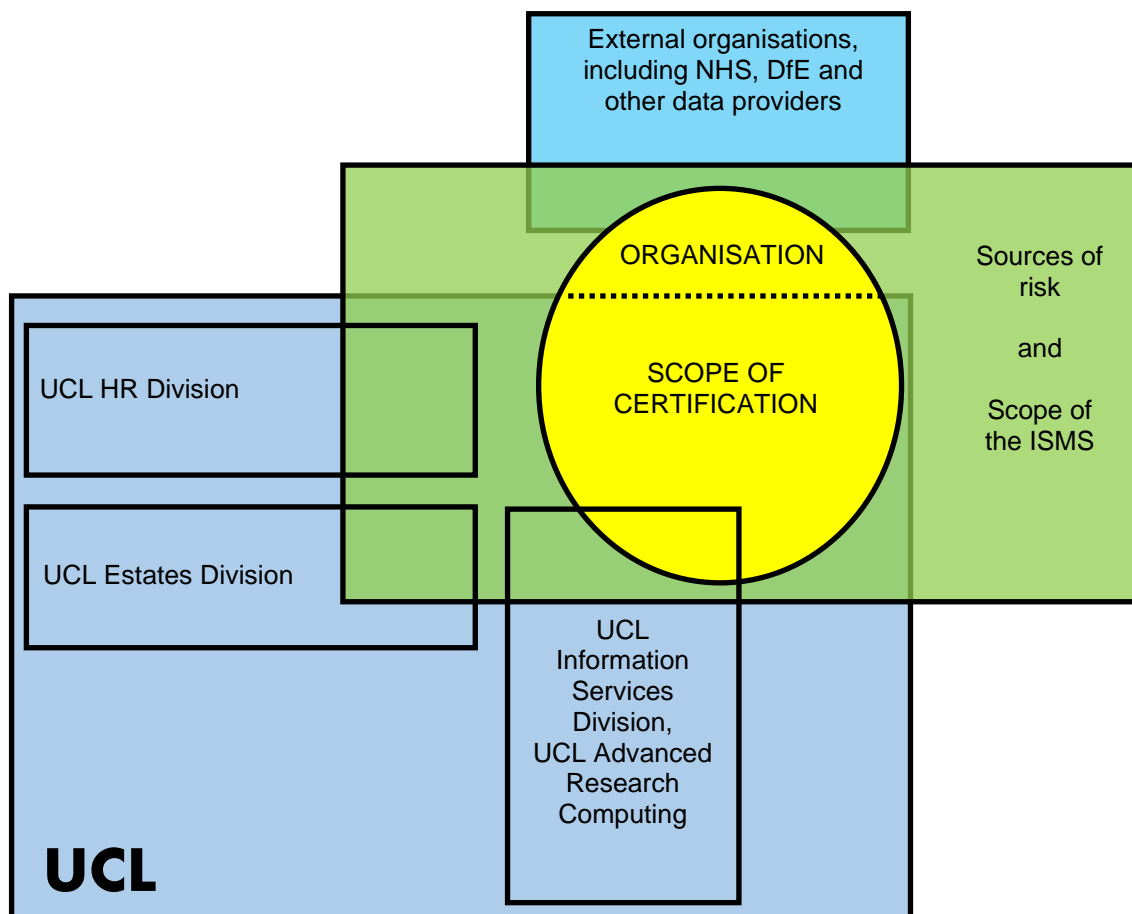 External organisations,
including NHS, DfE and
other data providers
ORGANISATION
Sources of
risk
and
Scope of
the ISMS
SCOPE OF
CERTIFICATION
UCL HR Division
UCL Estates Division
UCL
Information
Services
Division,
UCL Advanced
Research
Computing
UCL